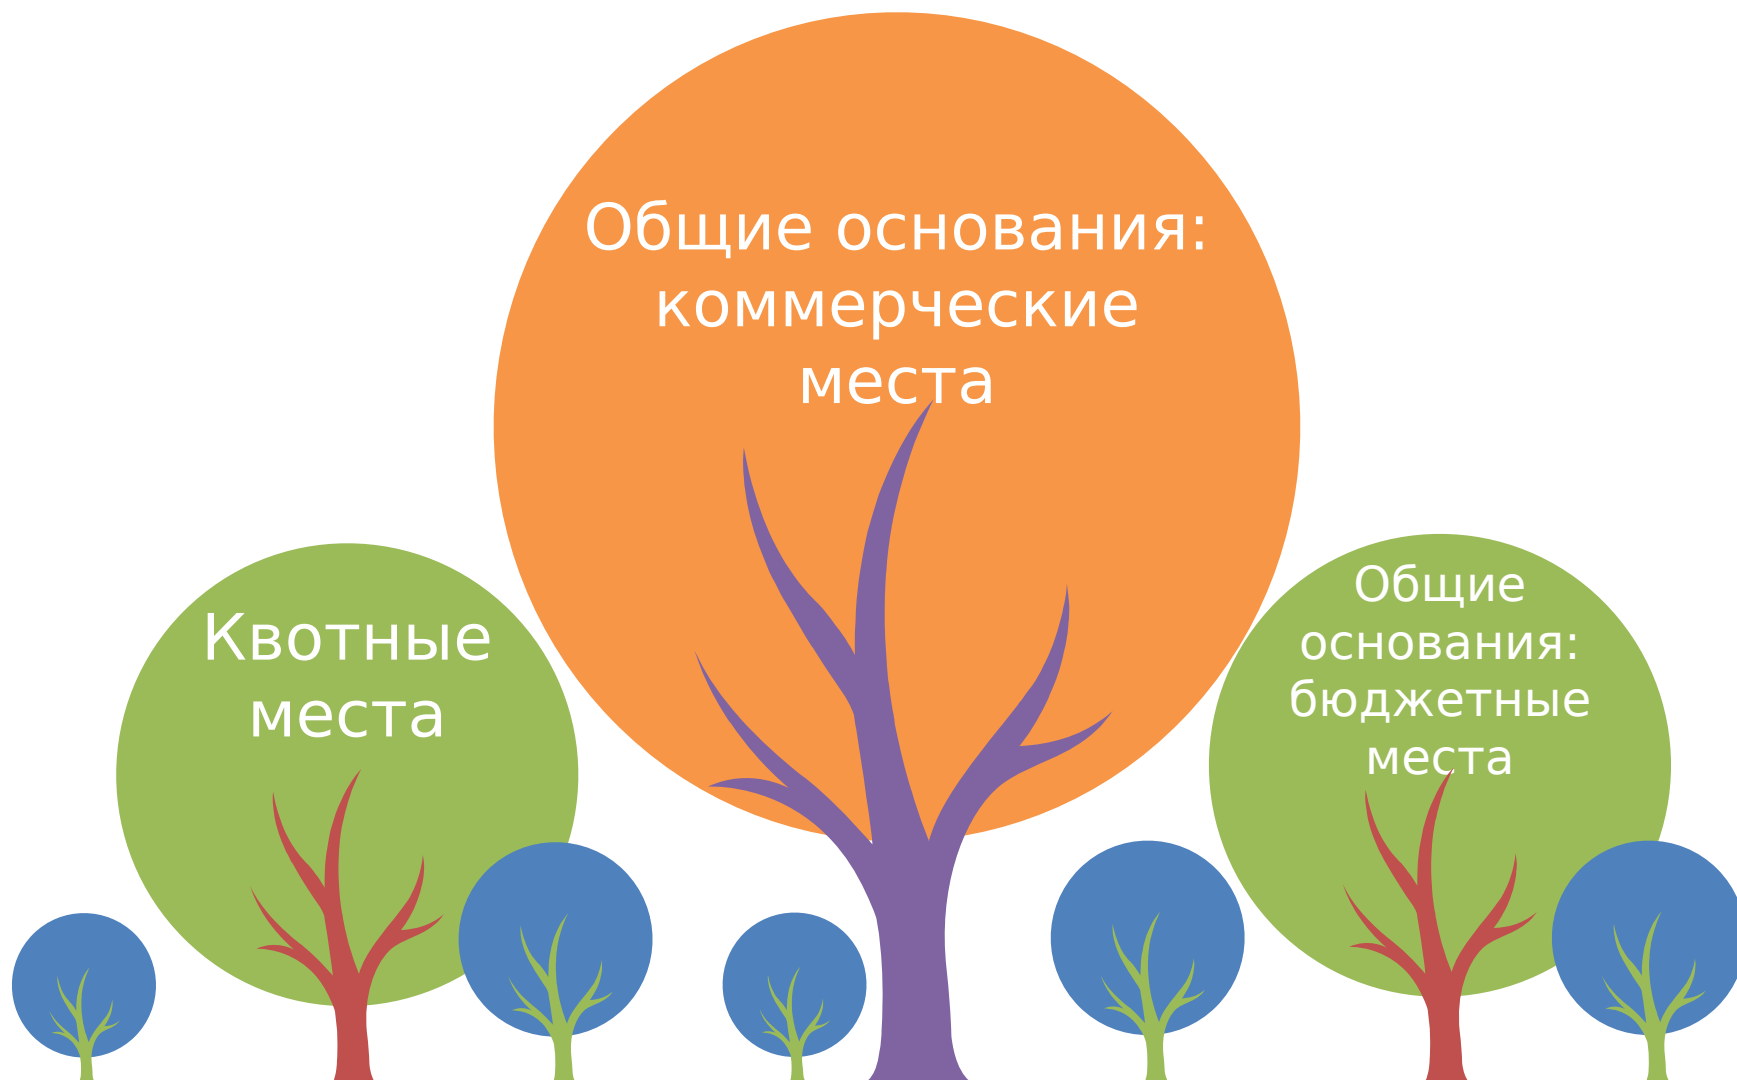 Общие основания:
коммерческие
места
Квотные
места
Общие
основания:
бюджетные
места